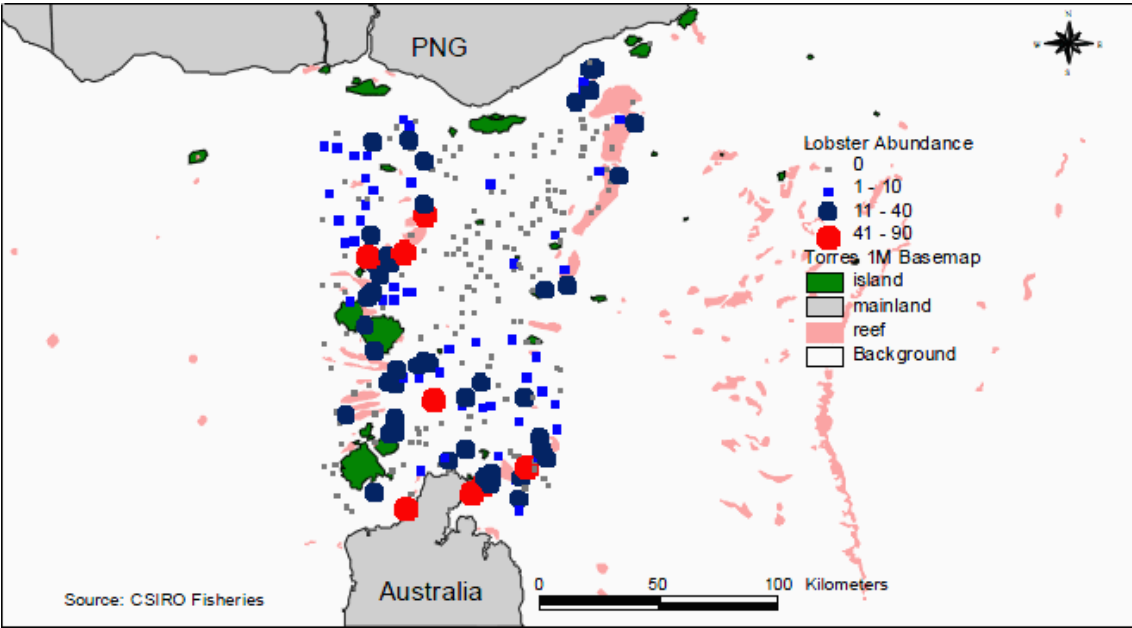 PNG
N
W
S
Lobster Abundance
0
1 - 10
11 - 40
41 - 90
Torres 1M Basemap
island
mainland
reef
Background
0 50 100 Kilometers
Australia
Source: CSIRO Fisheries